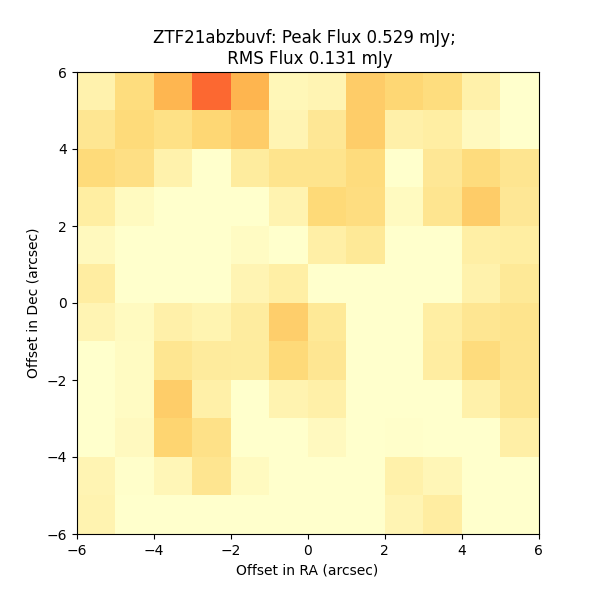 ZTF21abzbuvf: Peak Flux 0.529 mJy;
RMS Flux 0.131 mJy
6
4
2
0
−2
−4
−6
Offset in Dec (arcsec)
−6 −4 −2 0 2 4 6
Offset in RA (arcsec)